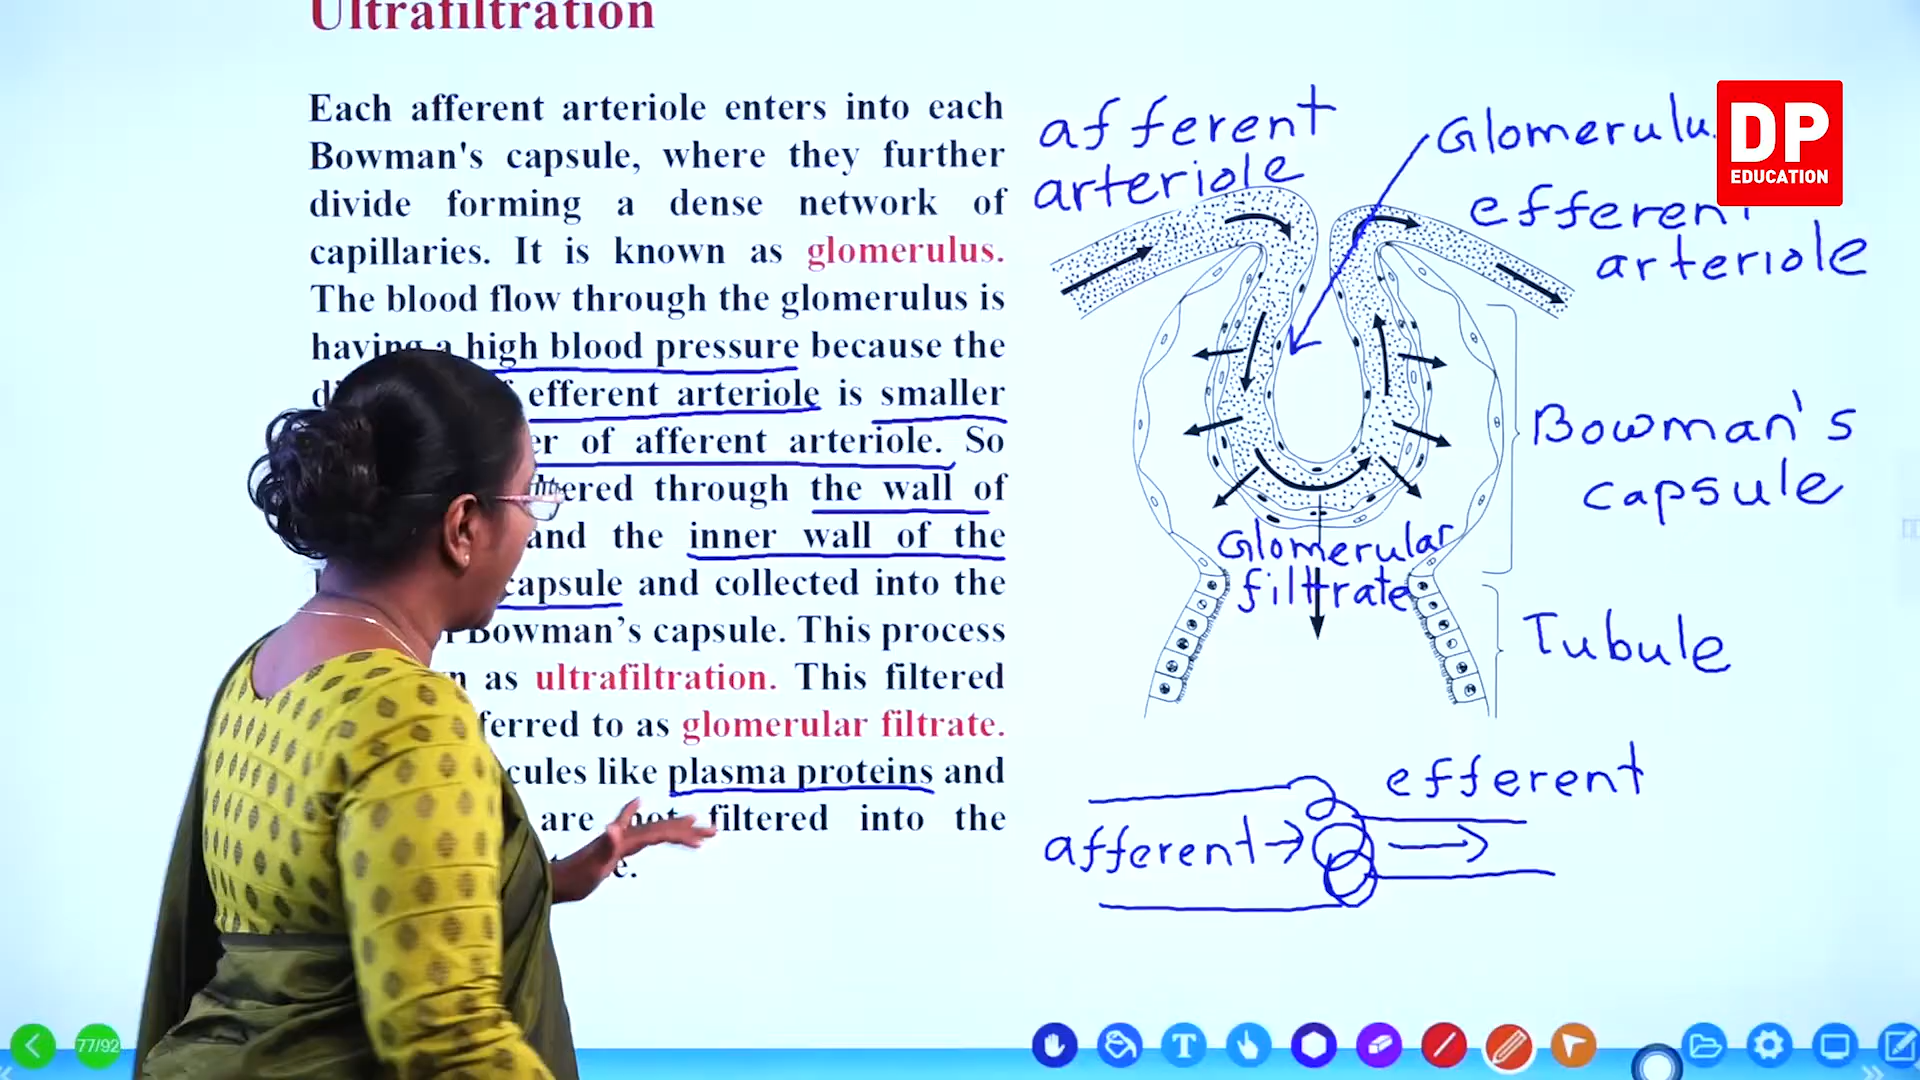 Ultrafiltration
Each afferent arteriole enters into each
Bowman's capsule, where they further
divide forming a dense network of
capillaries. It is known as glomerulus.
The blood flow through the glomerulus is
having a high blood pressure because the
efferent arteriole is smaller
er of afferent arteriole. So
tered through the wall of
and the inner wall of the
capsule and collected into the
Bowman’s capsule. This process
as ultrafiltration. This filtered
ferred to as glomerular filtrate.
cules like plasma proteins and
are not filtered into the
e.
afferent
arteriole
Glomerulu
efferent
arteriole
Bowman's
capsule
Glomerular
filtrate
Tubule
efferent
afferent
DP
EDUCATION
77/92
T